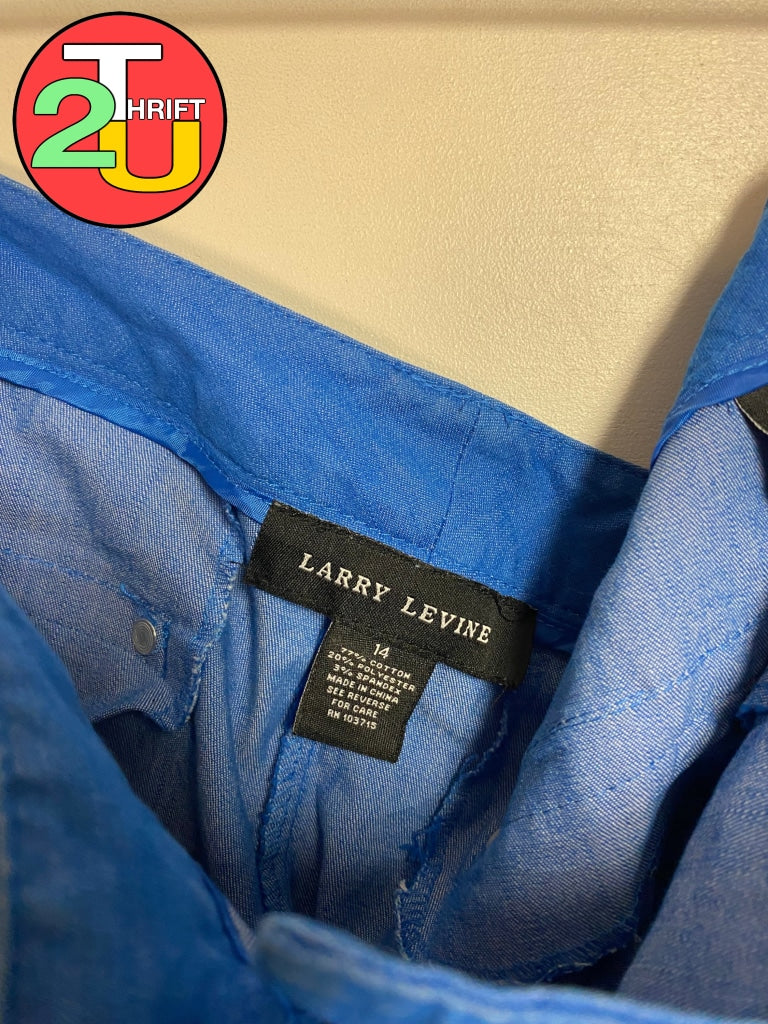 2 THRIFT U
LARRY LEVINE
14
77% COTTON
20% POLYESTER
3% SPANDEX
MADE IN CHINA
SEE REVERSE
FOR CARE
RN 103715